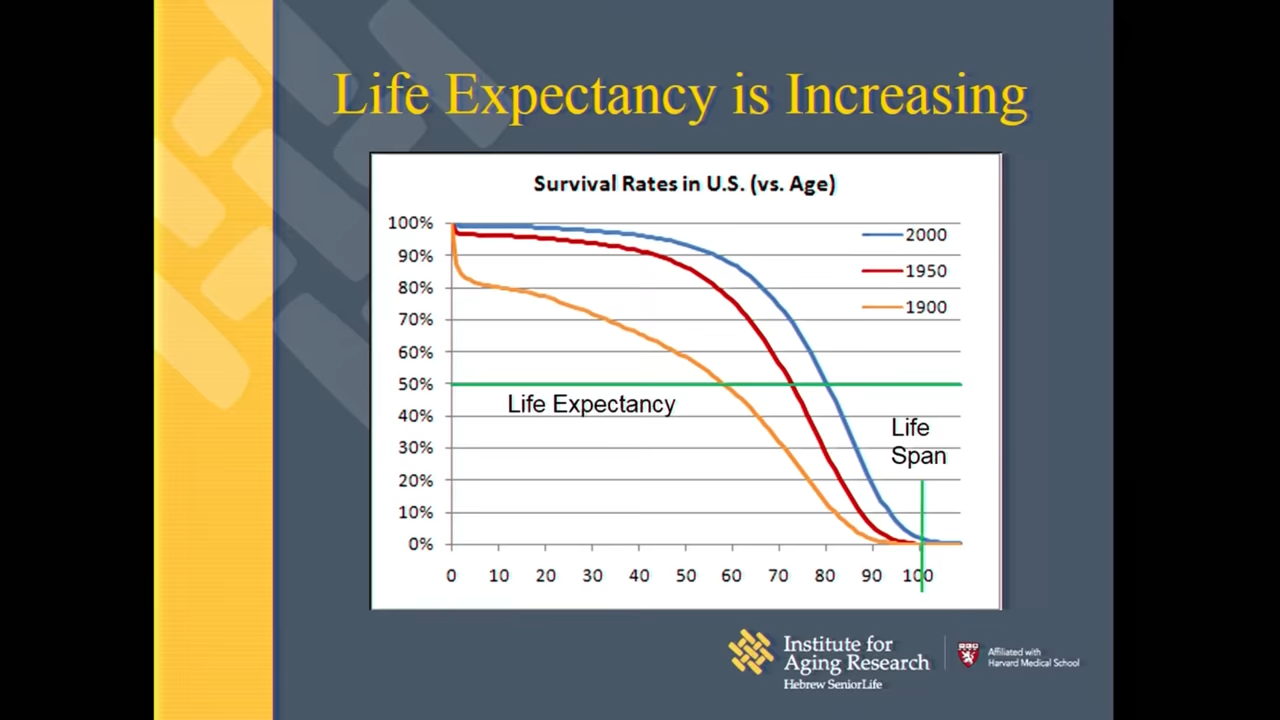 Life Expectancy is Increasing
Survival Rates in U.S. (vs. Age)
100%
90%
80%
70%
60%
50%
40%
30%
20%
10%
0%
2000
1950
1900
Life Expectancy
Life
Span
0 10 20 30 40 50 60 70 80 90 100
Institute for
Aging Research
Hebrew SeniorLife
Affiliated with
Harvard Medical School